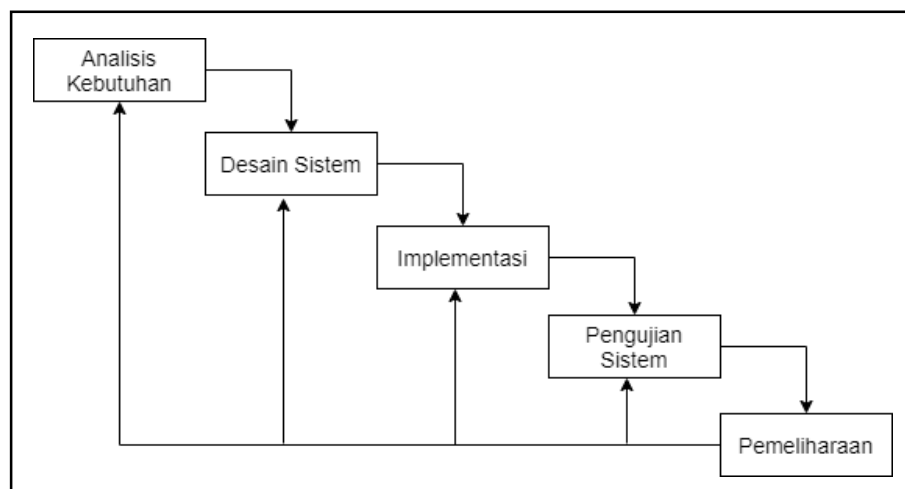 Analisis
Kebutuhan
Desain Sistem
Implementasi
Pengujian
Sistem
Pemeliharaan